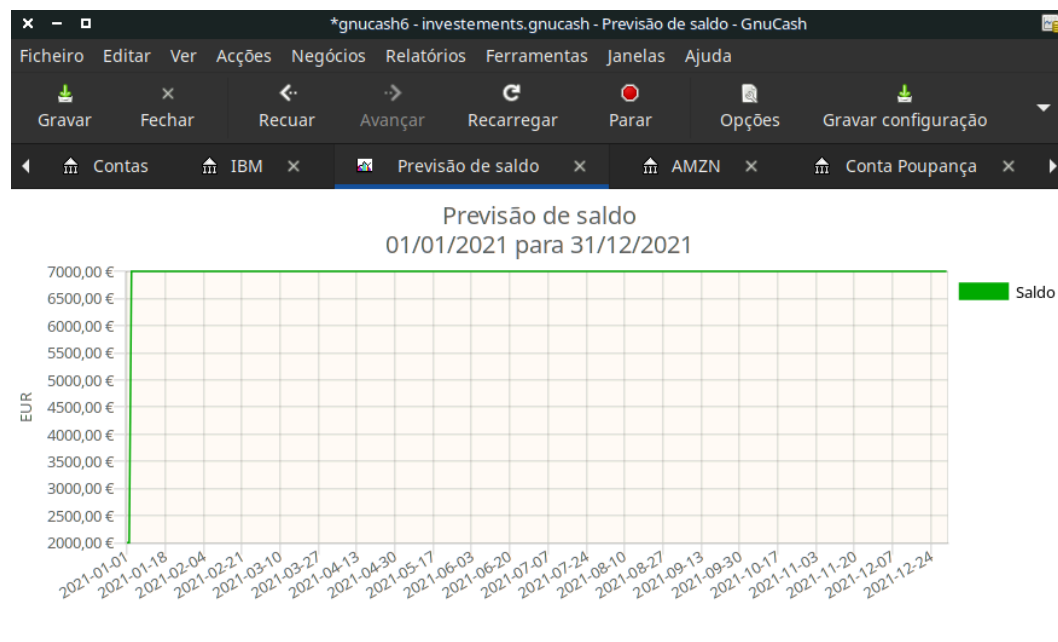 *gnucash6 - investements.gnucash - Previsão de saldo - GnuCash
Ficheiro Editar Ver Acções Negócios Relatórios Ferramentas Janelas Ajuda
Gravar Fechar Recuar Avançar Recarregar Parar Opções Gravar configuração
Contas IBM Previsão de saldo AMZN Conta Poupança
Previsão de saldo
01/01/2021 para 31/12/2021
7000,00 €
6500,00 €
6000,00 €
5500,00 €
5000,00 €
4500,00 €
4000,00 €
3500,00 €
3000,00 €
2500,00 €
2000,00 €
EUR
Saldo
2021-01-01 2021-01-18 2021-02-04 2021-02-21 2021-03-10 2021-03-27 2021-04-13 2021-04-30 2021-05-17 2021-06-03 2021-06-20 2021-07-07 2021-07-24 2021-08-10 2021-08-27 2021-09-13 2021-09-30 2021-10-17 2021-11-03 2021-11-20 2021-12-07 2021-12-24